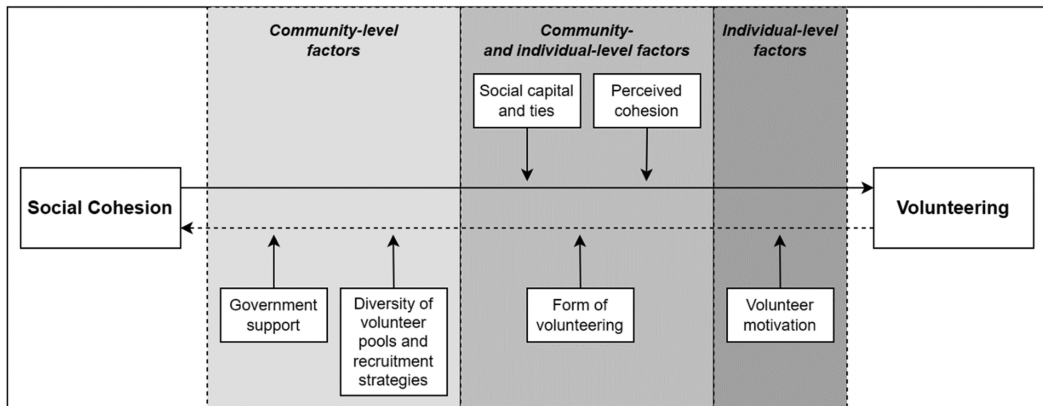 Community-level
factors
Community-
and individual-level factors
Individual-level
factors
Social capital
and ties
Perceived
cohesion
Social Cohesion
Volunteering
Government
support
Diversity of
volunteer
pools and
recruitment
strategies
Form of
volunteering
Volunteer
motivation